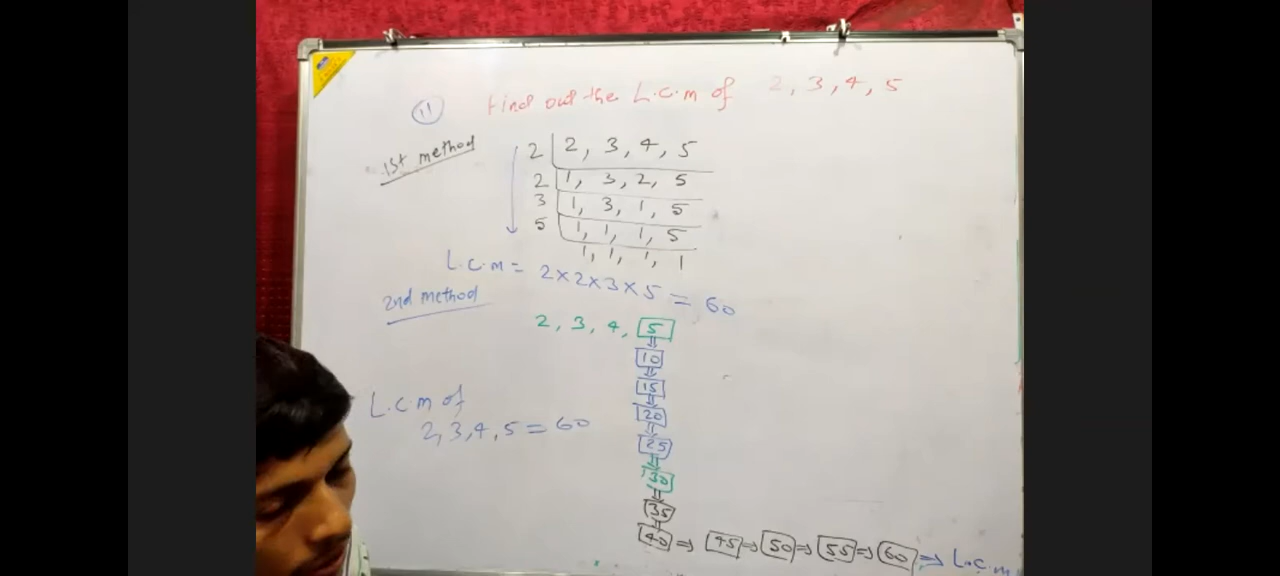 11 Find out the L.C.M of 2, 3, 4, 5
1st method
2 | 2, 3, 4, 5
2 | 1, 3, 2, 5
3 | 1, 3, 1, 5
5 | 1, 1, 1, 5
1, 1, 1, 1
L.C.M = 2×2×3×5 = 60
2nd method
2, 3, 4, 5
⇓
10
⇓
15
⇓
20
⇓
25
⇓
30
⇓
35
⇓
40 ⇒ 45 ⇒ 50 ⇒ 55 ⇒ 60 ⇒ L.C.M
L.C.M of
2, 3, 4, 5 = 60